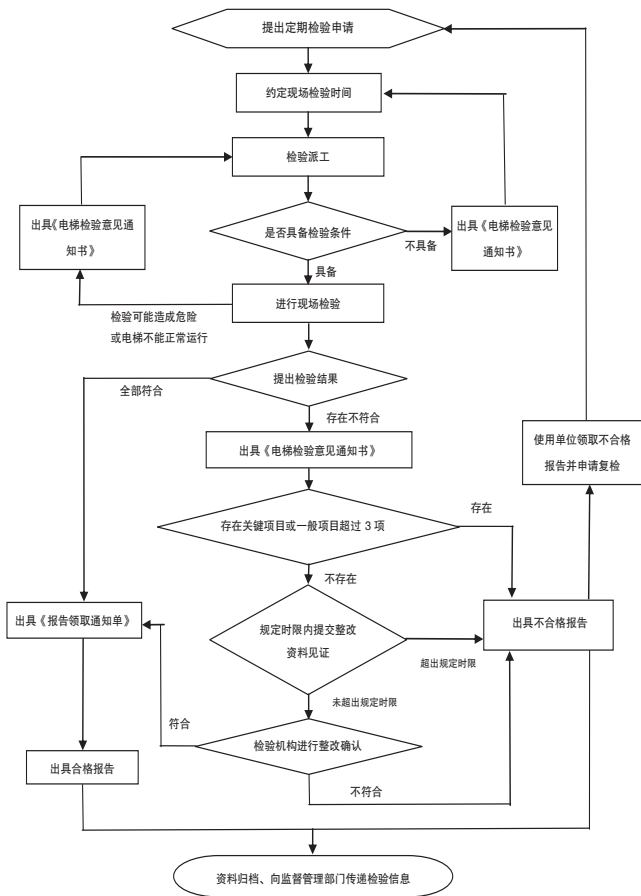 提出定期检验申请
约定现场检验时间
检验派工
出具《电梯检验意见通
知书》
是否具备检验条件
不具备
出具《电梯检验意见
通知书》
具备
进行现场检验
检验可能造成危险
或电梯不能正常运行
提出检验结果
全部符合
存在不符合
出具《电梯检验意见通知书》
使用单位领取不合格
报告并申请复检
存在关键项目或一般项目超过 3 项
存在
不存在
出具《报告领取通知单》
规定时限内提交整改
资料见证
出具不合格报告
超出规定时限
未超出规定时限
符合
检验机构进行整改确认
出具合格报告
不符合
资料归档、向监督管理部门传递检验信息